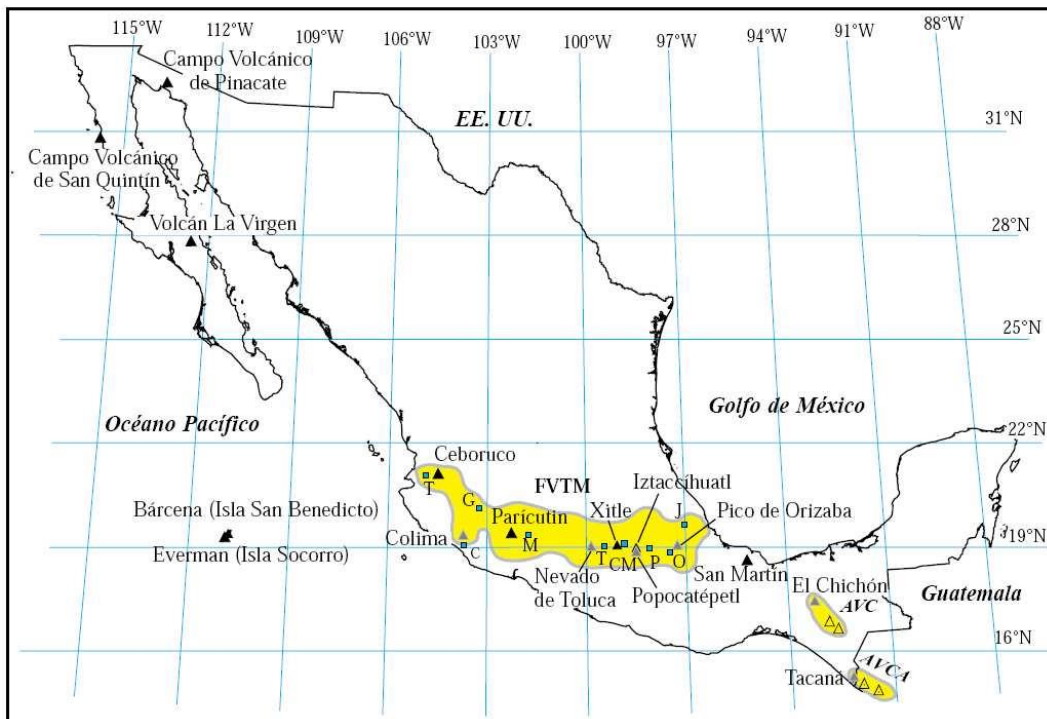 115°W
112°W
109°W
106°W
103°W
100°W
97°W
94°W
91°W
88°W
Campo Volcánico
de Pinacate
EE. UU.
31°N
Campo Volcánico
de San Quintín
Volcán La Virgen
28°N
25°N
Océano Pacífico
Golfo de México
22°N
Ceboruco
T
G
FVTM
Iztaccíhuatl
Xitle
J
Pico de Orizaba
Bárcena (Isla San Benedicto)
Parícutin
Colima
C
M
T
CM
P
O
19°N
Everman (Isla Socorro)
Nevado
de Toluca
Popocatépetl
San Martín
El Chichón
AVC
Guatemala
16°N
AVCA
Tacaná